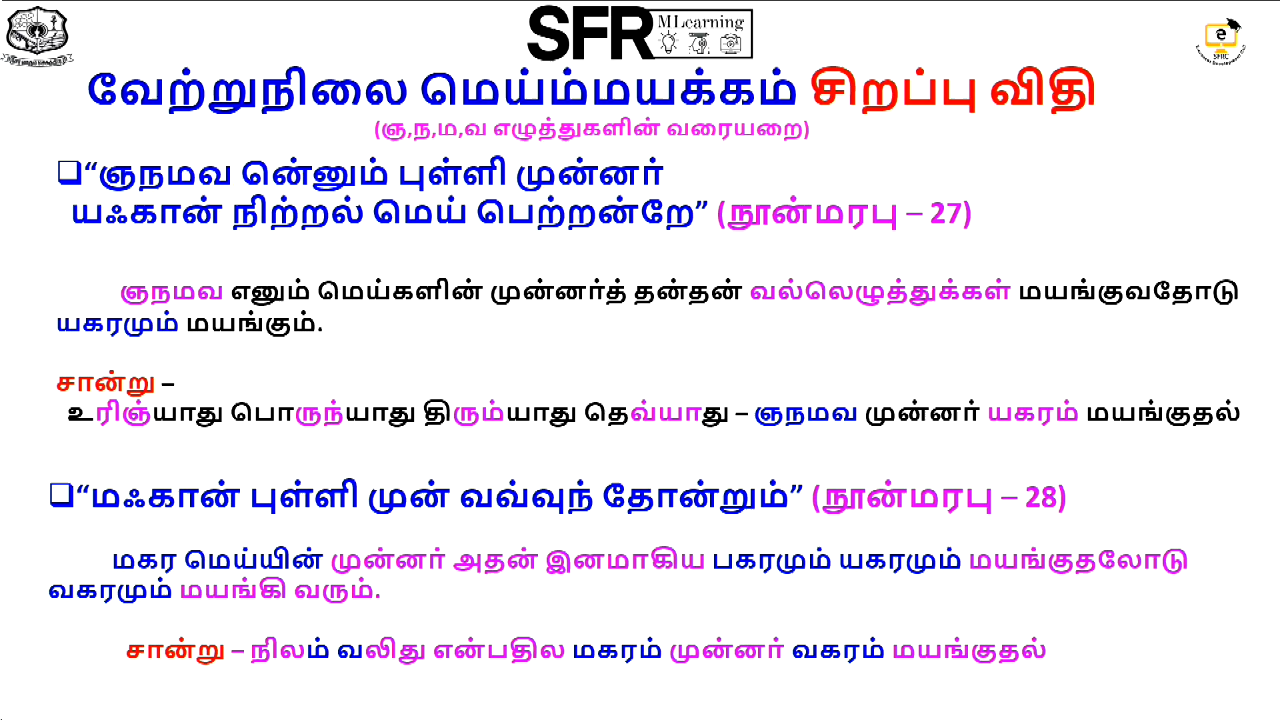 SFR MLearning
e
SFRC
வேற்றுநிலை மெய்ம்மயக்கம் சிறப்பு விதி
(ஞ,ந,ம,வ எழுத்துகளின் வரையறை)
“ஞநமவ னென்னும் புள்ளி முன்னர்
யஃகான் நிற்றல் மெய் பெற்றன்றே” (நூன்மரபு – 27)
ஞநமவ எனும் மெய்களின் முன்னர்த் தன்தன் வல்லெழுத்துக்கள் மயங்குவதோடு
யகரமும் மயங்கும்.
சான்று –
உரிஞ்யாது பொருந்யாது திரும்யாது தெவ்யாது – ஞநமவ முன்னர் யகரம் மயங்குதல்
“மஃகான் புள்ளி முன் வவ்வுந் தோன்றும்” (நூன்மரபு – 28)
மகர மெய்யின் முன்னர் அதன் இனமாகிய பகரமும் யகரமும் மயங்குதலோடு
வகரமும் மயங்கி வரும்.
சான்று – நிலம் வலிது என்பதில மகரம் முன்னர் வகரம் மயங்குதல்